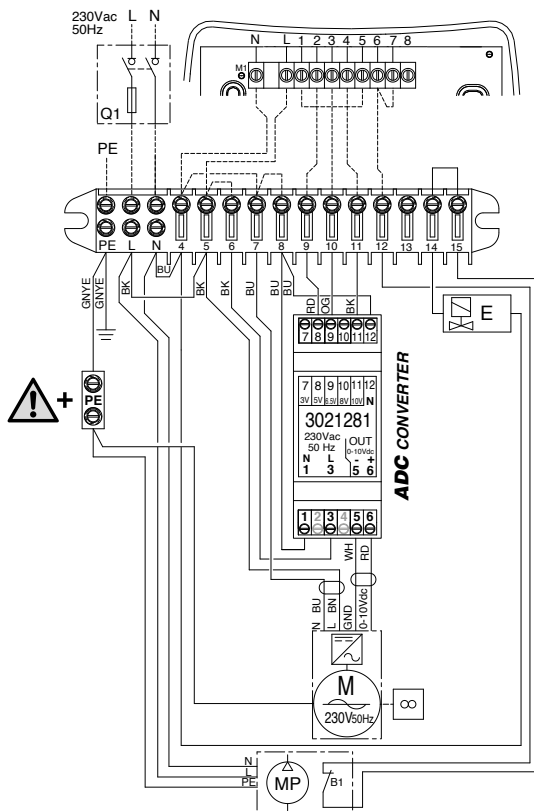 230Vac L N
50Hz
Q1
PE
M1
N L 1 2 3 4 5 6 7 8
PE L N 4 5 6 7 8 9 10 11 12 13 14 15
GNYE
GNYE
BK
BU
BK
BK
BU
BU
BU
RD
OG
BK
E
7 8 9 10 11 12
+
PE
7 8 9 10 11 12
3V 5V 6.5V 8V 10V N
3021281
230Vac
50 Hz
OUT
0-10Vdc
N L - +
1 3 5 6
ADC CONVERTER
1 2 3 4 5 6
WH
RD
BU
BN
N
L
GND
0-10Vdc
M
230V50Hz
8
N
L
PE
MP
B1